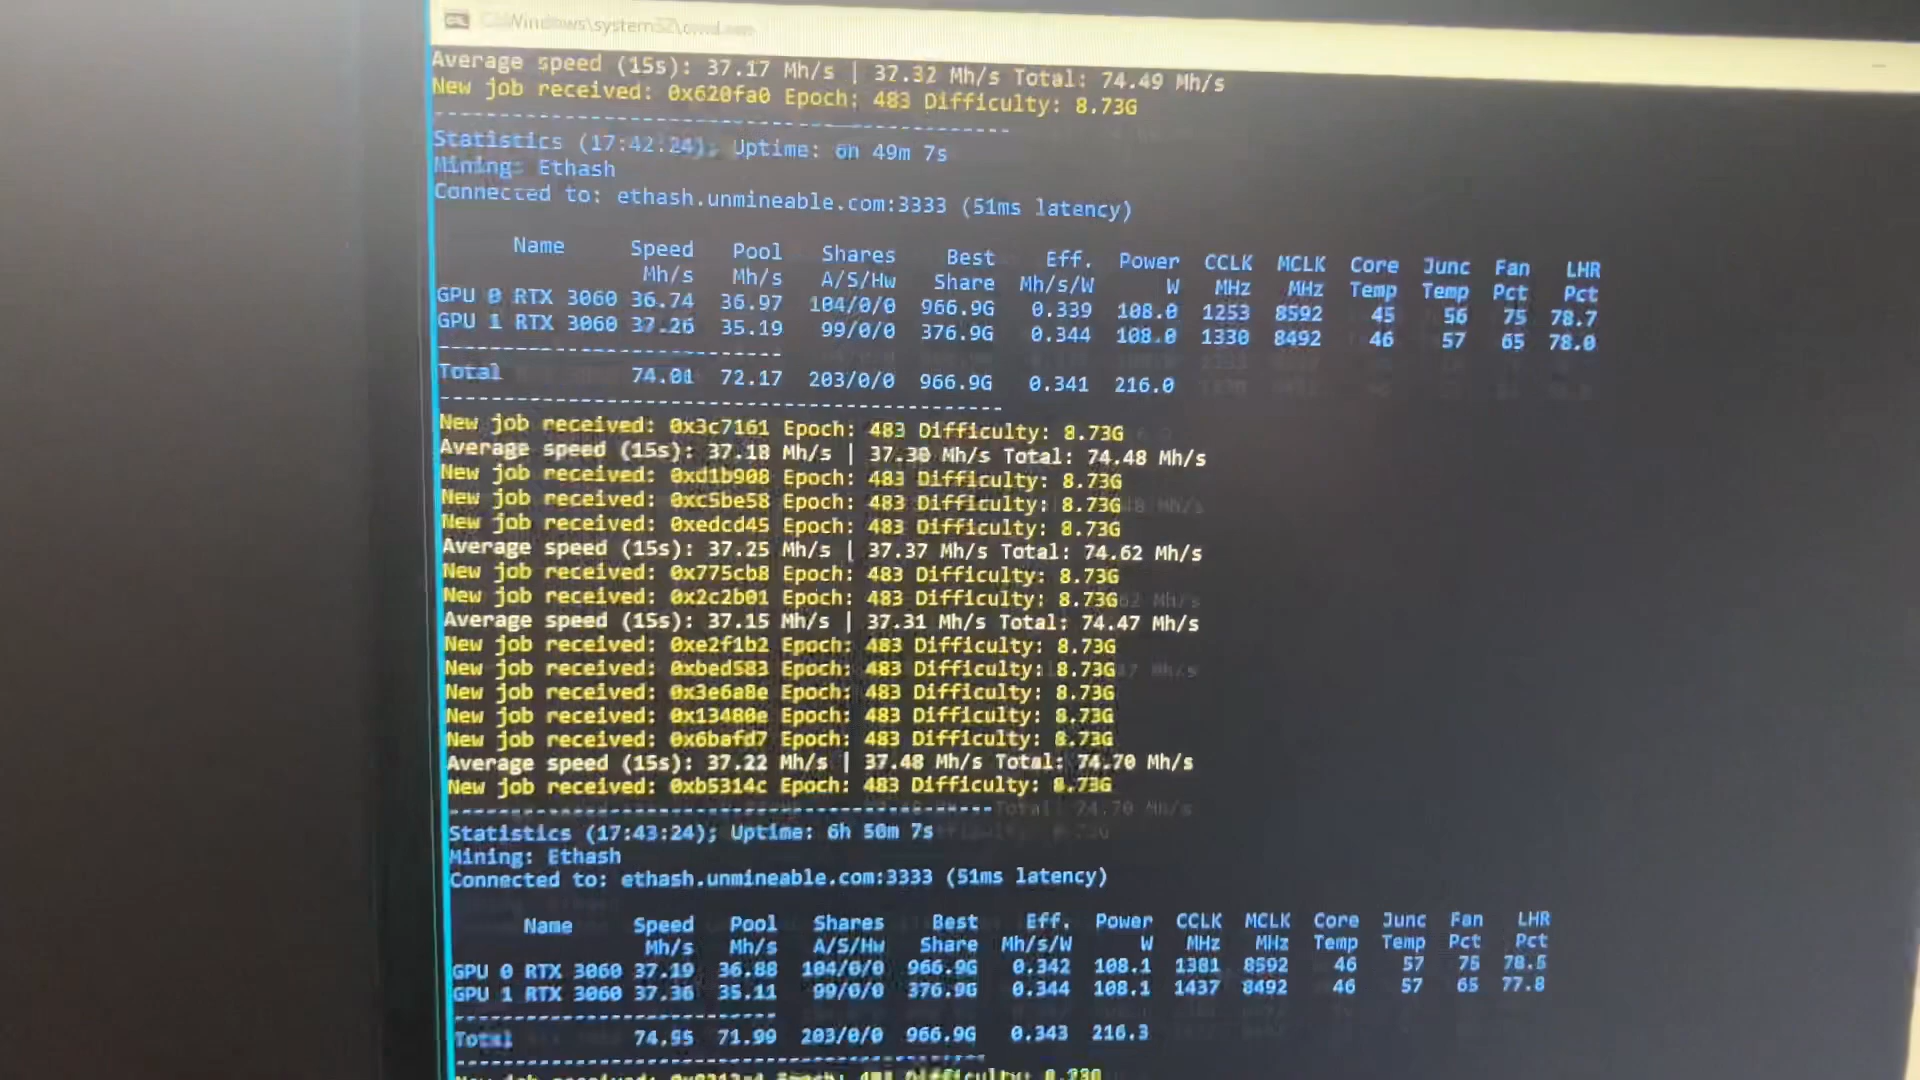 C:\Windows\system32\cmd.exe
Average speed (15s): 37.17 Mh/s | 37.32 Mh/s Total: 74.49 Mh/s
New job received: 0x620fa0 Epoch: 483 Difficulty: 8.73G
Statistics (17:42:24); Uptime: 6h 49m 7s
Mining: Ethash
Connected to: ethash.unmineable.com:3333 (51ms latency)
Name Speed Pool Shares Best Eff. Power CCLK MCLK Core Junc Fan LHR
Mh/s Mh/s A/S/Hw Share Mh/s/W W MHz MHz Temp Temp Pct Pct
GPU 0 RTX 3060 36.74 36.97 104/0/0 966.9G 0.339 108.0 1253 8592 45 56 75 78.7
GPU 1 RTX 3060 37.26 35.19 99/0/0 376.9G 0.344 108.0 1330 8492 46 57 65 78.0
Total 74.01 72.17 203/0/0 966.9G 0.341 216.0
New job received: 0x3c7161 Epoch: 483 Difficulty: 8.73G
Average speed (15s): 37.18 Mh/s | 37.30 Mh/s Total: 74.48 Mh/s
New job received: 0xd1b908 Epoch: 483 Difficulty: 8.73G
New job received: 0xc5be58 Epoch: 483 Difficulty: 8.73G
New job received: 0xedcd45 Epoch: 483 Difficulty: 8.73G
Average speed (15s): 37.25 Mh/s | 37.37 Mh/s Total: 74.62 Mh/s
New job received: 0x775cb8 Epoch: 483 Difficulty: 8.73G
New job received: 0x2c2b01 Epoch: 483 Difficulty: 8.73G
Average speed (15s): 37.15 Mh/s | 37.31 Mh/s Total: 74.47 Mh/s
New job received: 0xe2f1b2 Epoch: 483 Difficulty: 8.73G
New job received: 0xbed583 Epoch: 483 Difficulty: 8.73G
New job received: 0x3e6a8e Epoch: 483 Difficulty: 8.73G
New job received: 0x13480e Epoch: 483 Difficulty: 8.73G
New job received: 0x6bafd7 Epoch: 483 Difficulty: 8.73G
Average speed (15s): 37.22 Mh/s | 37.48 Mh/s Total: 74.70 Mh/s
New job received: 0xb5314c Epoch: 483 Difficulty: 8.73G
Statistics (17:43:24); Uptime: 6h 50m 7s
Mining: Ethash
Connected to: ethash.unmineable.com:3333 (51ms latency)
Name Speed Pool Shares Best Eff. Power CCLK MCLK Core Junc Fan LHR
Mh/s Mh/s A/S/Hw Share Mh/s/W W MHz MHz Temp Temp Pct Pct
GPU 0 RTX 3060 37.19 36.88 104/0/0 966.9G 0.342 108.1 1381 8592 46 57 75 78.5
GPU 1 RTX 3060 37.36 35.11 99/0/0 376.9G 0.344 108.1 1437 8492 46 57 65 77.8
Total 74.55 71.99 203/0/0 966.9G 0.343 216.3
New job received: